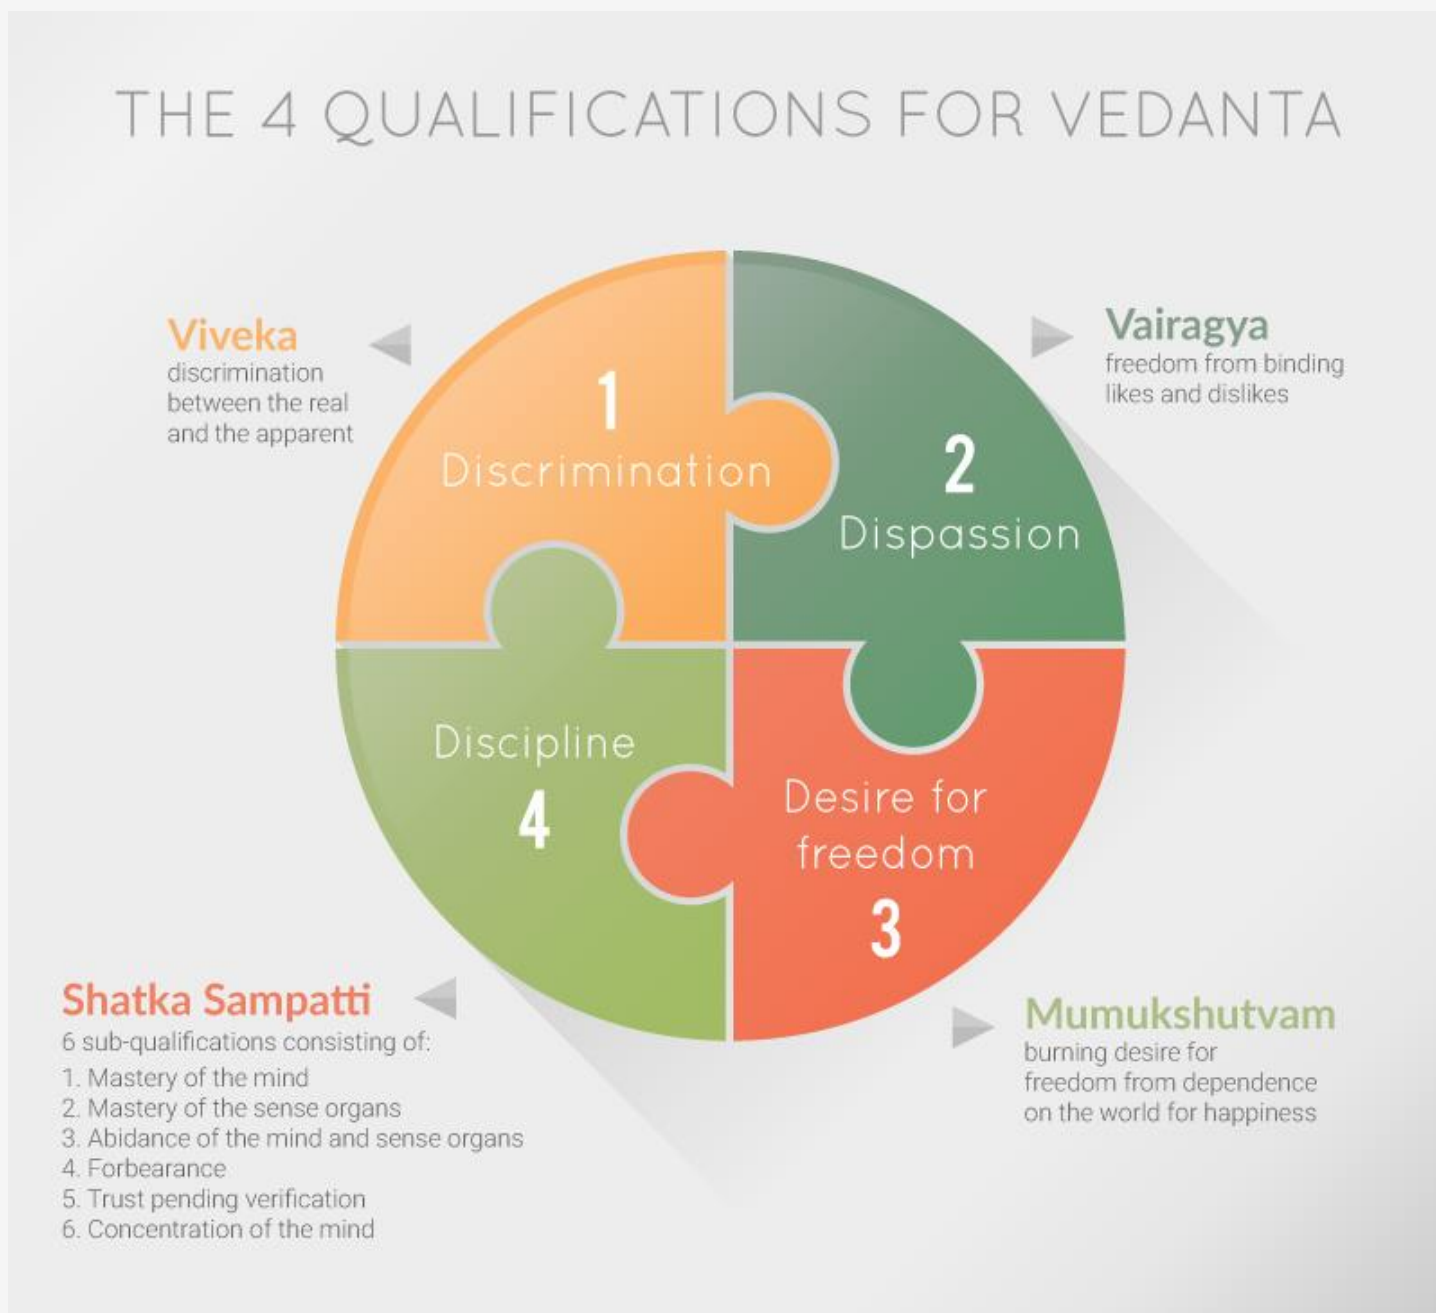 THE 4 QUALIFICATIONS FOR VEDANTA
Viveka
discrimination
between the real
and the apparent
1
Discrimination
Vairagya
freedom from binding
likes and dislikes
2
Dispassion
Discipline
4
Desire for
freedom
3
Shatka Sampatti
6 sub-qualifications consisting of:
1. Mastery of the mind
2. Mastery of the sense organs
3. Abidance of the mind and sense organs
4. Forbearance
5. Trust pending verification
6. Concentration of the mind
Mumukshutvam
burning desire for
freedom from dependence
on the world for happiness